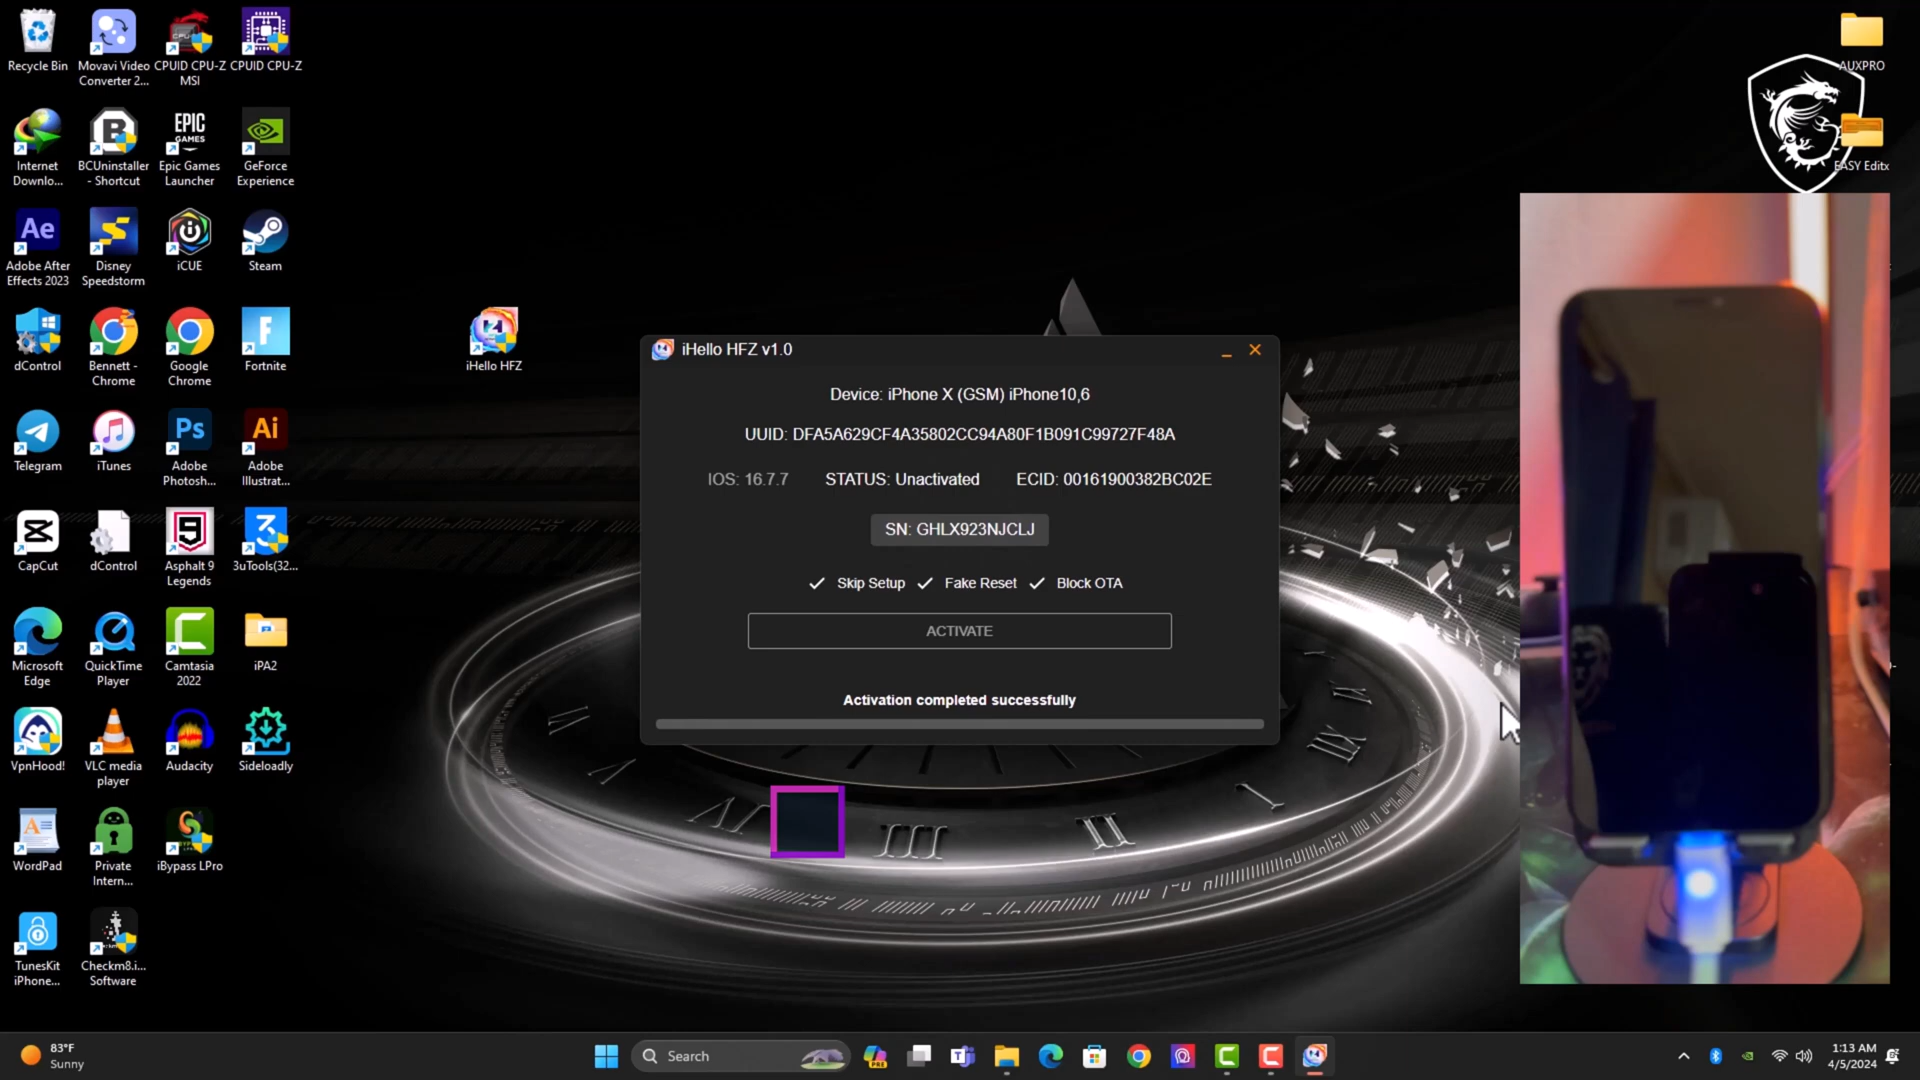 Recycle Bin
Movavi Video
Converter 2...
CPUID CPU-Z
MSI
CPUID CPU-Z
Internet
Downlo...
BCUninstaller
- Shortcut
EPIC
GAMES
Epic Games
Launcher
GeForce
Experience
Ae
Adobe After
Effects 2023
Disney
Speedstorm
iCUE
Steam
dControl
Bennett -
Chrome
Google
Chrome
Fortnite
Telegram
iTunes
Ps
Adobe
Photosh...
Ai
Adobe
Illustrat...
CapCut
dControl
Asphalt 9
Legends
3uTools(32...
Microsoft
Edge
QuickTime
Player
Camtasia
2022
iPA2
VpnHood!
VLC media
player
Audacity
Sideloadly
WordPad
Private
Intern...
iBypass LPro
TunesKit
iPhone...
Checkm8.i...
Software
iHello HFZ
AUXPRO
EASY Editx
iHello HFZ v1.0
Device: iPhone X (GSM) iPhone10,6
UUID: DFA5A629CF4A35802CC94A80F1B091C99727F48A
IOS: 16.7.7
STATUS: Unactivated
ECID: 00161900382BC02E
SN: GHLX923NJCLJ
Skip Setup
Fake Reset
Block OTA
ACTIVATE
Activation completed successfully
83°F
Sunny
Search
1:13 AM
4/5/2024